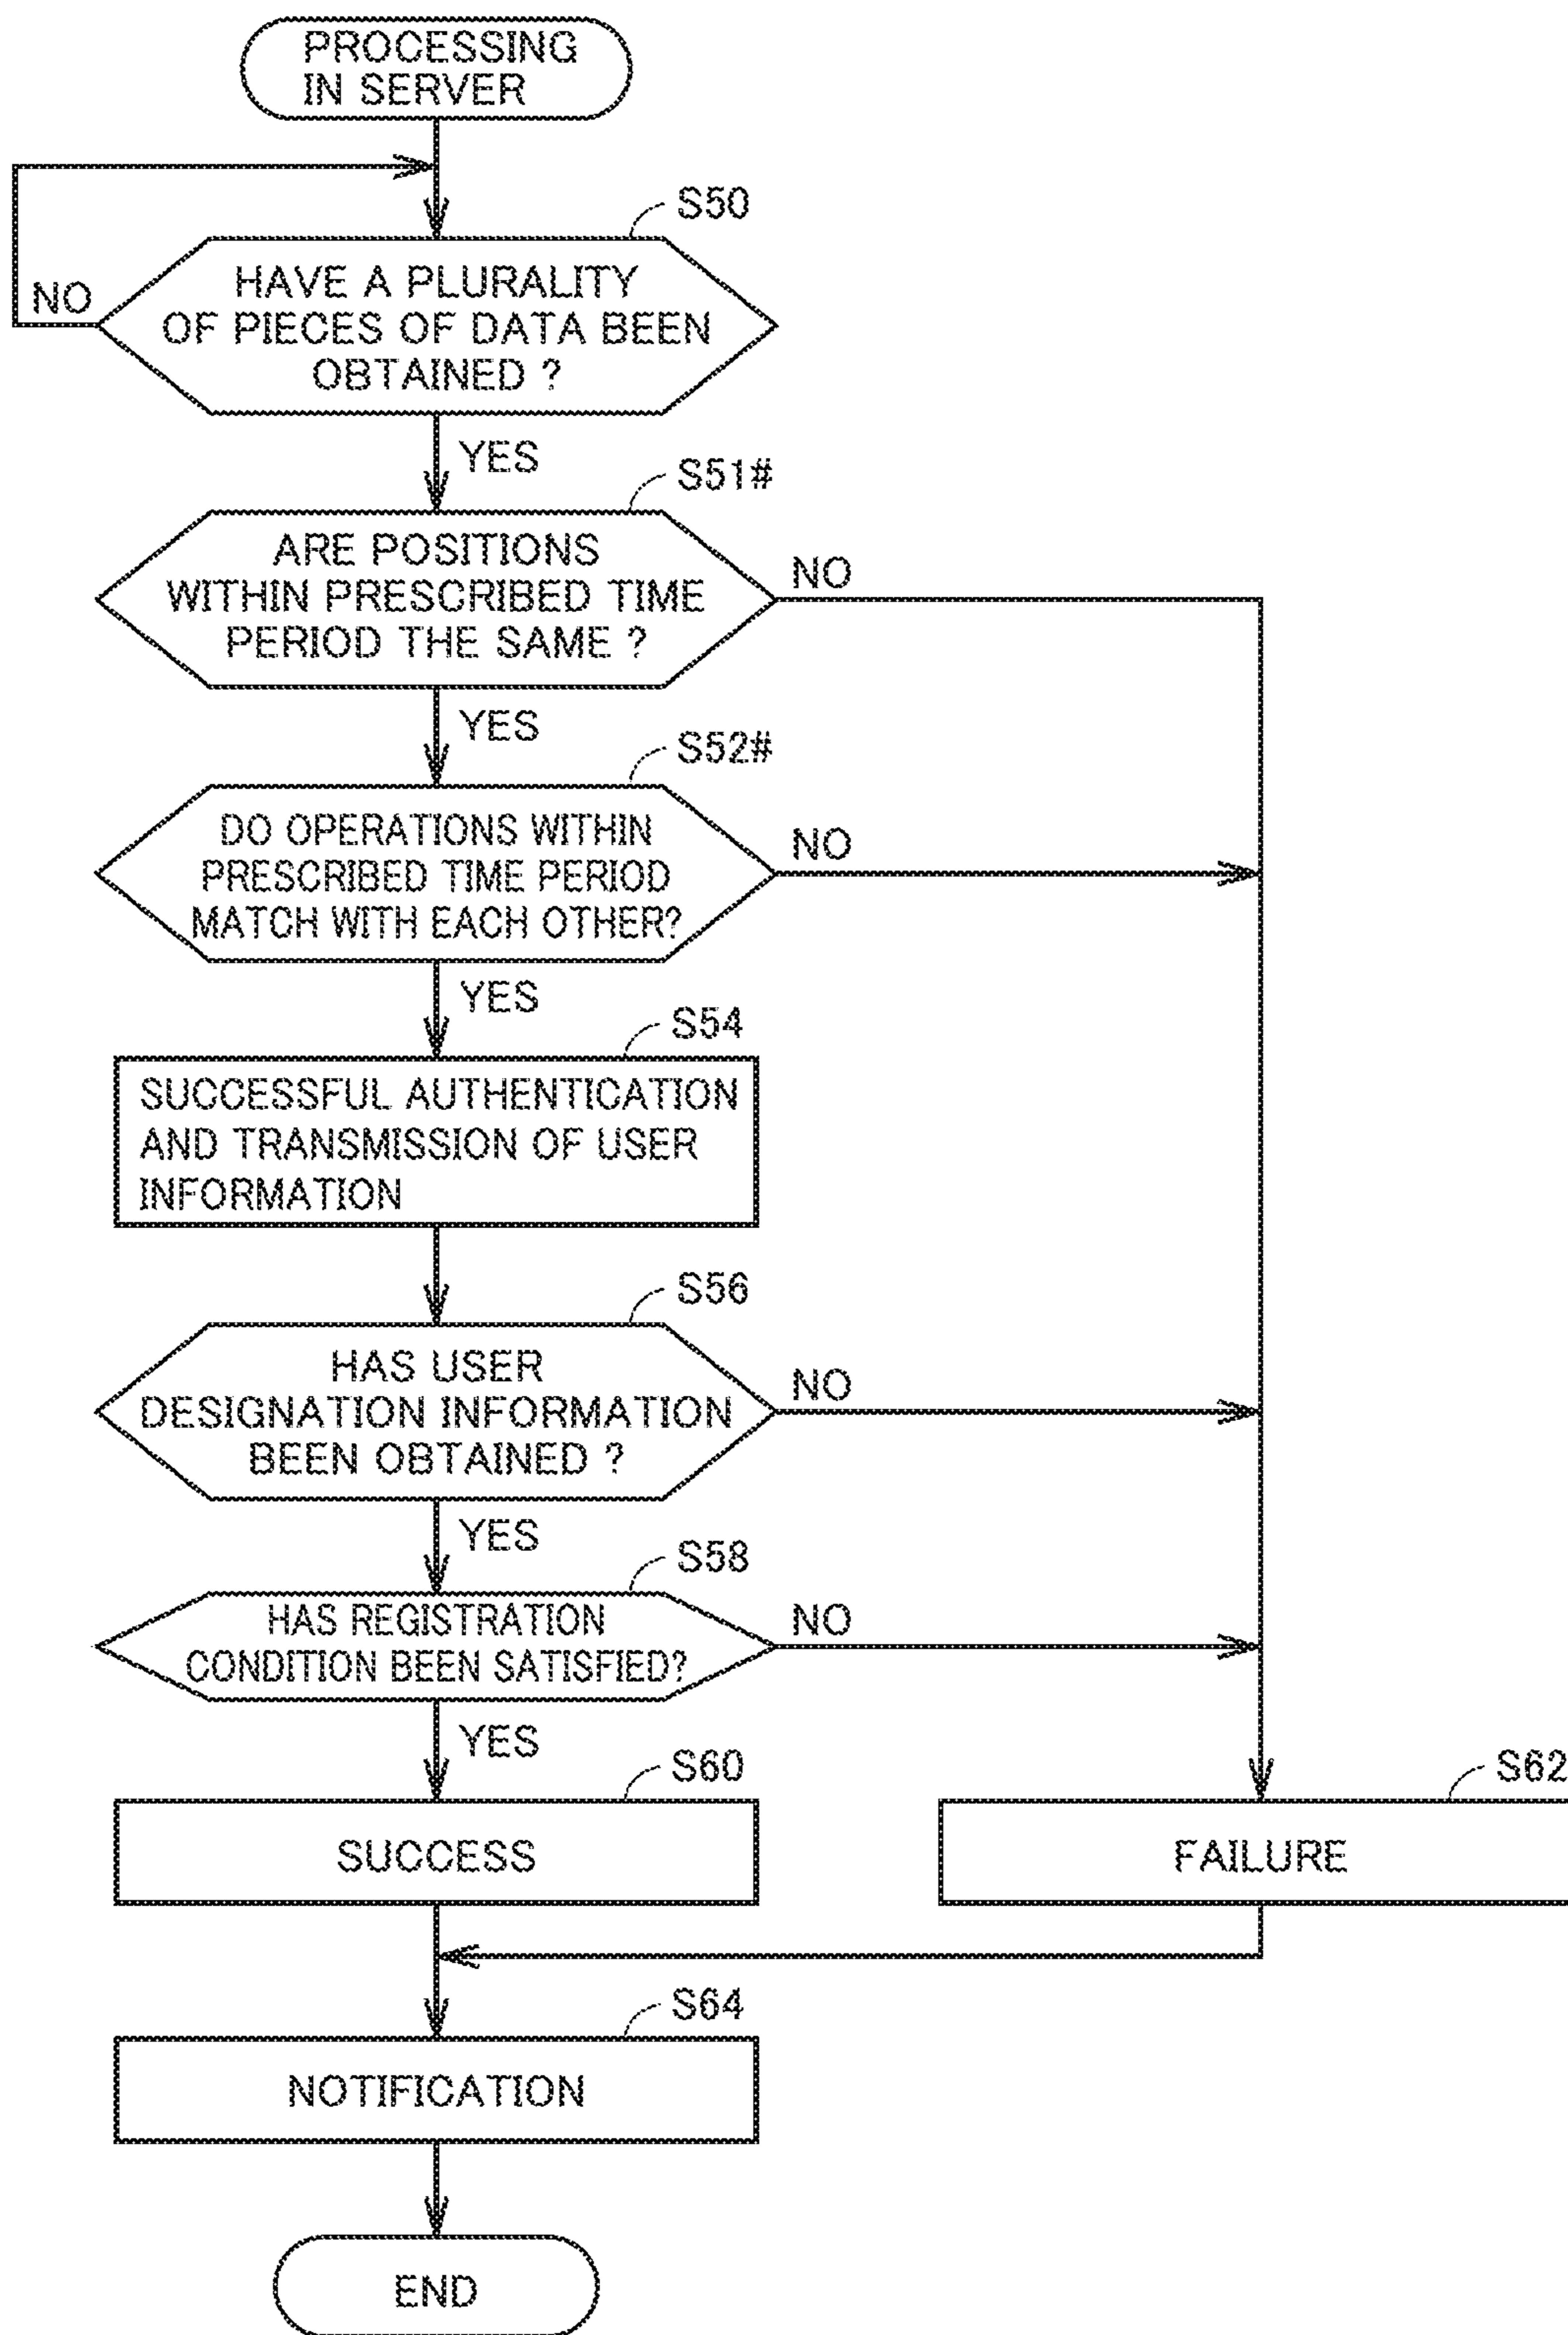 PROCESSING
IN SERVER
S50
HAVE A PLURALITY
OF PIECES OF DATA BEEN
OBTAINED ?
NO
YES
S51#
ARE POSITIONS
WITHIN PRESCRIBED TIME
PERIOD THE SAME ?
NO
YES
S52#
DO OPERATIONS WITHIN
PRESCRIBED TIME PERIOD
MATCH WITH EACH OTHER?
NO
YES
S54
SUCCESSFUL AUTHENTICATION
AND TRANSMISSION OF USER
INFORMATION
S56
HAS USER
DESIGNATION INFORMATION
BEEN OBTAINED ?
NO
YES
S58
HAS REGISTRATION
CONDITION BEEN SATISFIED?
NO
YES
S60
SUCCESS
S62
FAILURE
S64
NOTIFICATION
END